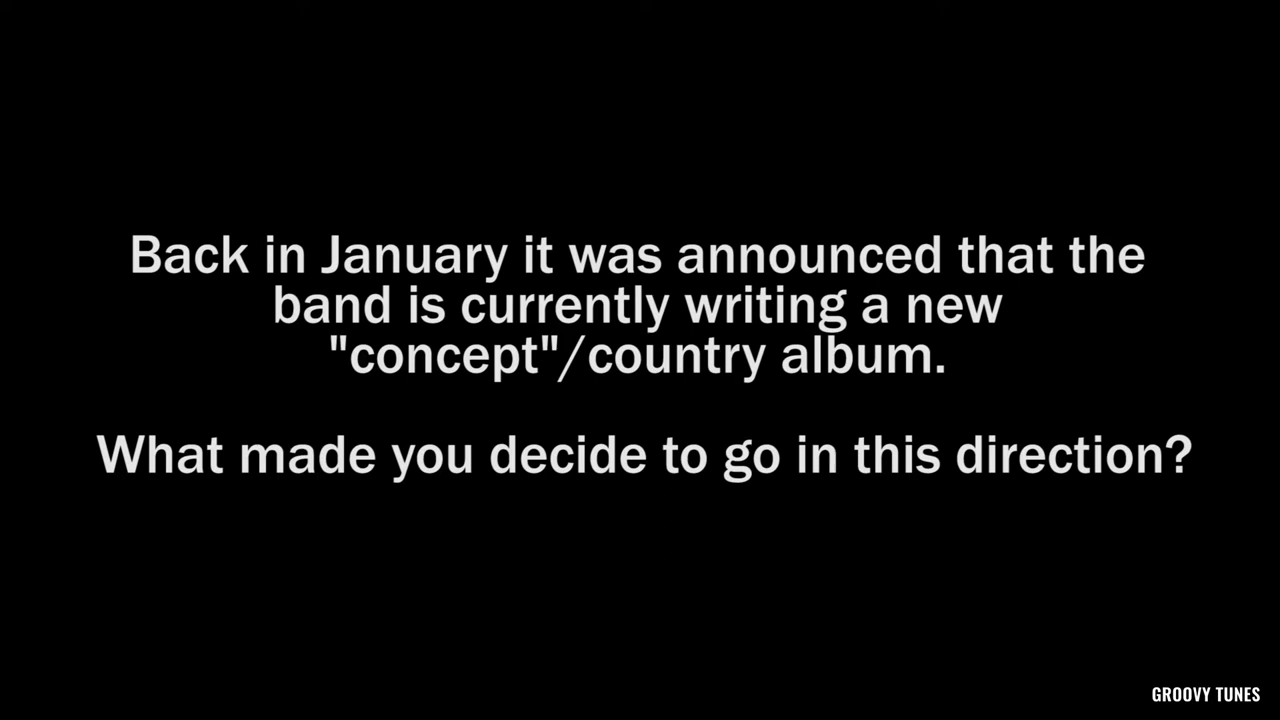 Back in January it was announced that the
band is currently writing a new
"concept"/country album.
What made you decide to go in this direction?
GROOVY TUNES